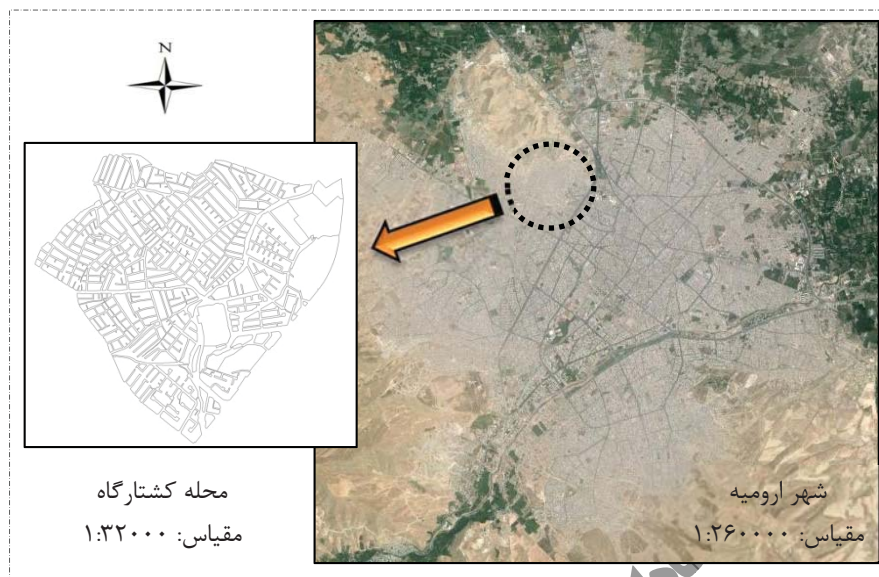 N
شهر ارومیه
مقیاس: ۱:۲۶۰۰۰۰
محله کشتارگاه
مقیاس: ۱:۳۲۰۰۰